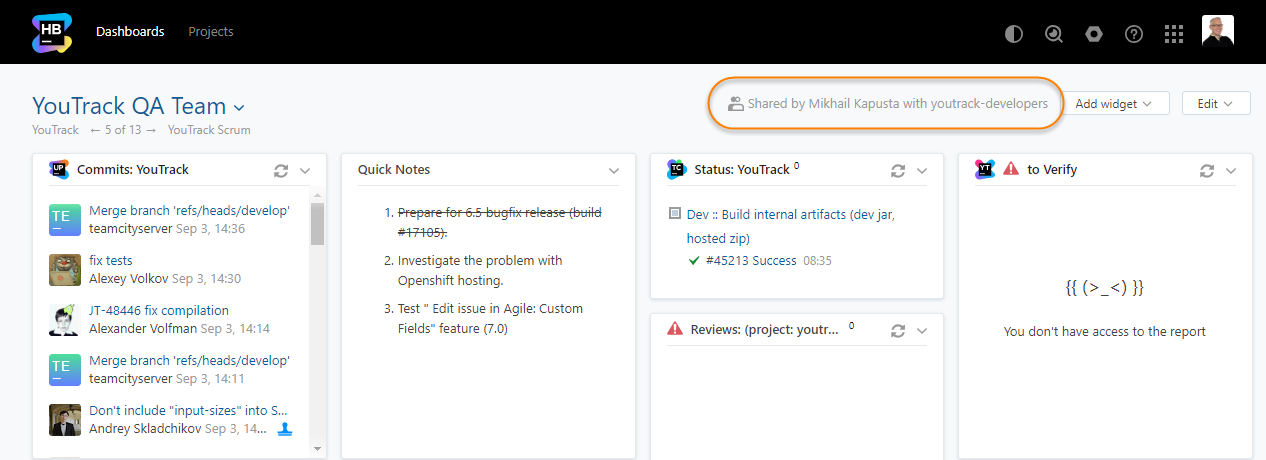 HB
Dashboards Projects
YouTrack QA Team
Shared by Mikhail Kapusta with youtrack-developers
Add widget
Edit
YouTrack ← 5 of 13 → YouTrack Scrum
UP Commits: YouTrack
TE Merge branch 'refs/heads/develop'
teamcityserver Sep 3, 14:36
fix tests
Alexey Volkov Sep 3, 14:30
JT-48446 fix compilation
Alexander Volfman Sep 3, 14:14
TE Merge branch 'refs/heads/develop'
teamcityserver Sep 3, 14:11
Don't include "input-sizes" into S...
Andrey Skladchikov Sep 3, 14...
Quick Notes
1. Prepare for 6.5 bugfix release (build
#17105).
2. Investigate the problem with
Openshift hosting.
3. Test " Edit issue in Agile: Custom
Fields" feature (7.0)
TC Status: YouTrack 0
Dev :: Build internal artifacts (dev jar,
hosted zip)
#45213 Success 08:35
Reviews: (project: youtr... 0
YT to Verify
{{ (>_<) }}
You don't have access to the report